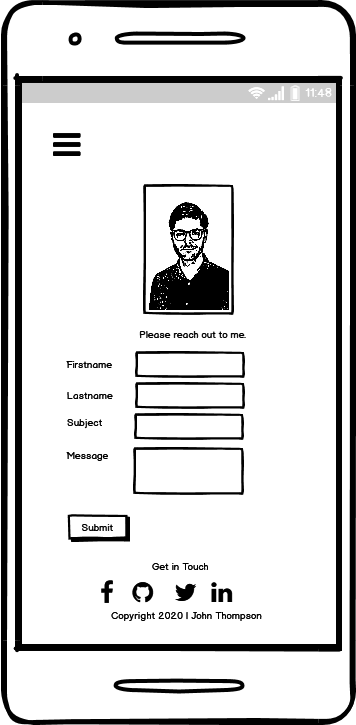 11:48
Please reach out to me.
Firstname
Lastname
Subject
Message
Submit
Get in Touch
Copyright 2020 | John Thompson